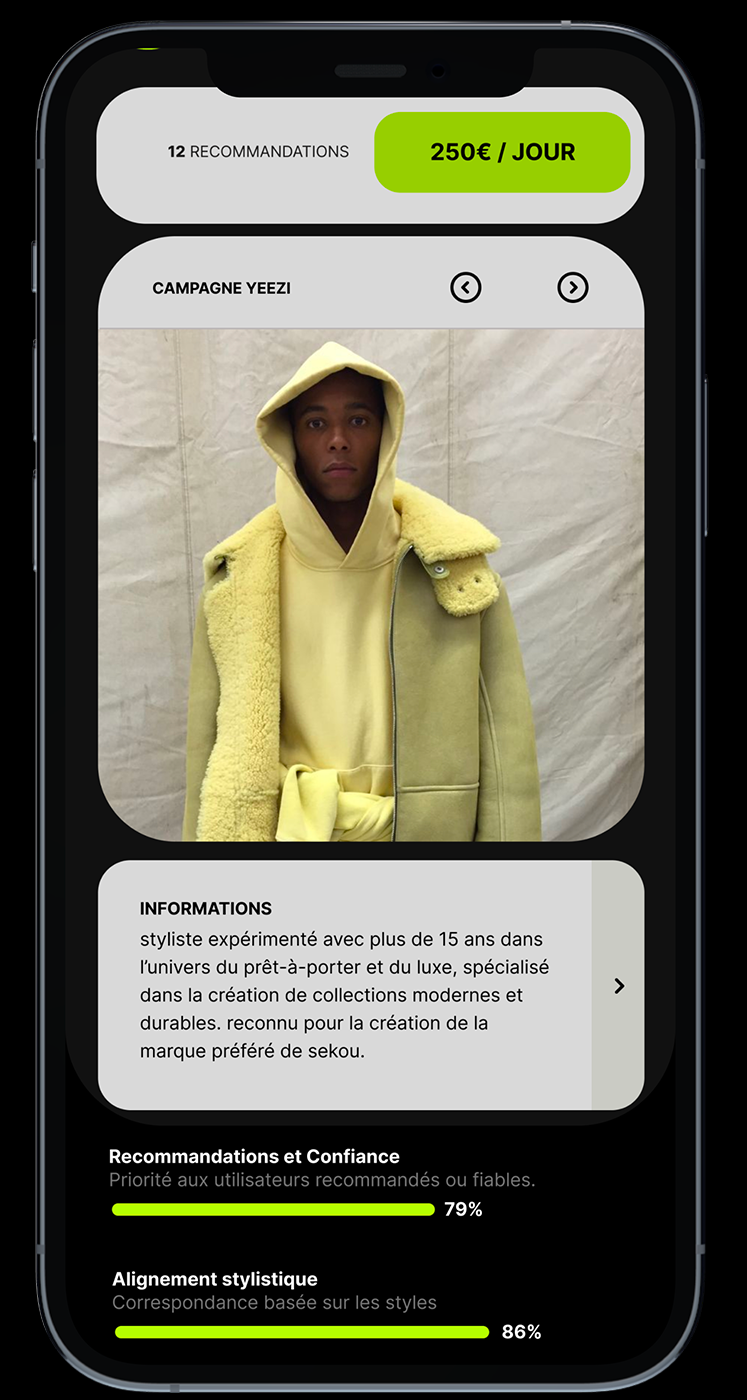 12 RECOMMANDATIONS
250€ / JOUR
CAMPAGNE YEEZI
INFORMATIONS
styliste expérimenté avec plus de 15 ans dans
l’univers du prêt-à-porter et du luxe, spécialisé
dans la création de collections modernes et
durables. reconnu pour la création de la
marque préféré de sekou.
Recommandations et Confiance
Priorité aux utilisateurs recommandés ou fiables.
79%
Alignement stylistique
Correspondance basée sur les styles
86%